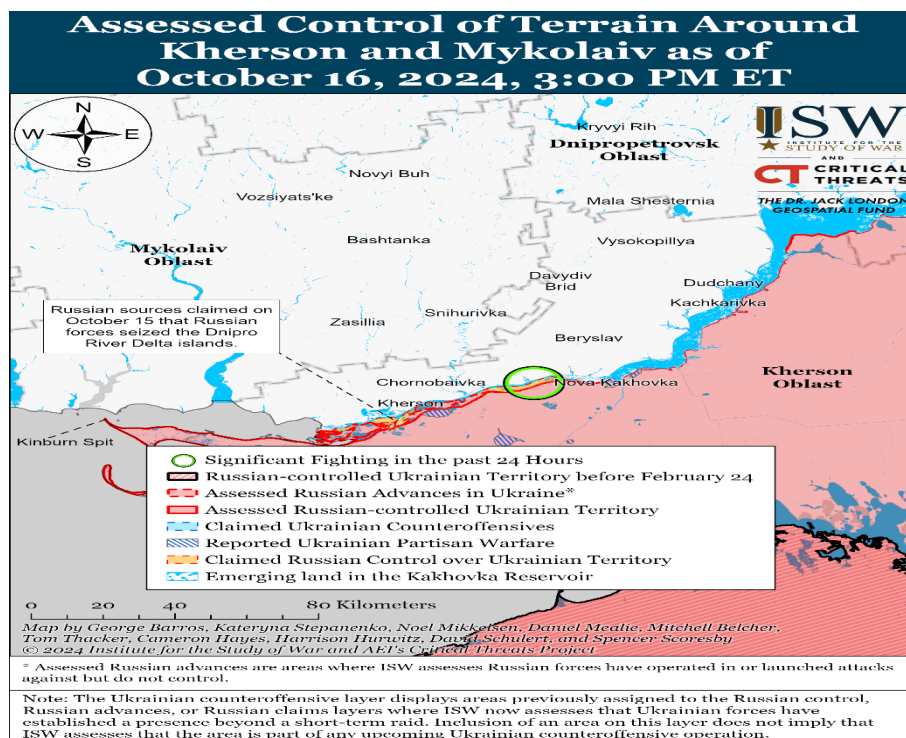 Assessed Control of Terrain Around
Kherson and Mykolaiv as of
October 16, 2024, 3:00 PM ET
N
W
E
S
ISW
INSTITUTE FOR THE
STUDY OF WAR
AND
CT CRITICAL
THREATS
THE DR. JACK LONDON
GEOSPATIAL FUND
Kryvyi Rih
Dnipropetrovsk
Oblast
Novyi Buh
Vozsiyats'ke
Mala Shesternia
Bashtanka
Vysokopillya
Mykolaiv
Oblast
Davydiv
Brid
Dudchany
Kachkarivka
Russian sources claimed on
October 15 that Russian
forces seized the Dnipro
River Delta islands.
Snihurivka
Zasillia
Beryslav
Kherson
Oblast
Chornobaivka
Nova Kakhovka
Kherson
Kinburn Spit
Significant Fighting in the past 24 Hours
Russian-controlled Ukrainian Territory before February 24
Assessed Russian Advances in Ukraine*
Assessed Russian-controlled Ukrainian Territory
Claimed Ukrainian Counteroffensives
Reported Ukrainian Partisan Warfare
Claimed Russian Control over Ukrainian Territory
Emerging land in the Kakhovka Reservoir
0 20 40 80 Kilometers
Map by George Barros, Kateryna Stepanenko, Noel Mikkelsen, Daniel Mealie, Mitchell Belcher,
Tom Thacker, Cameron Hayes, Harrison Hurwitz, David Schulert, and Spencer Scoresby
© 2024 Institute for the Study of War and AEI's Critical Threats Project
* Assessed Russian advances are areas where ISW assesses Russian forces have operated in or launched attacks
against but do not control.
Note: The Ukrainian counteroffensive layer displays areas previously assigned to the Russian control,
Russian advances, or Russian claims layers where ISW now assesses that Ukrainian forces have
established a presence beyond a short-term raid. Inclusion of an area on this layer does not imply that
ISW assesses that the area is part of any upcoming Ukrainian counteroffensive operation.